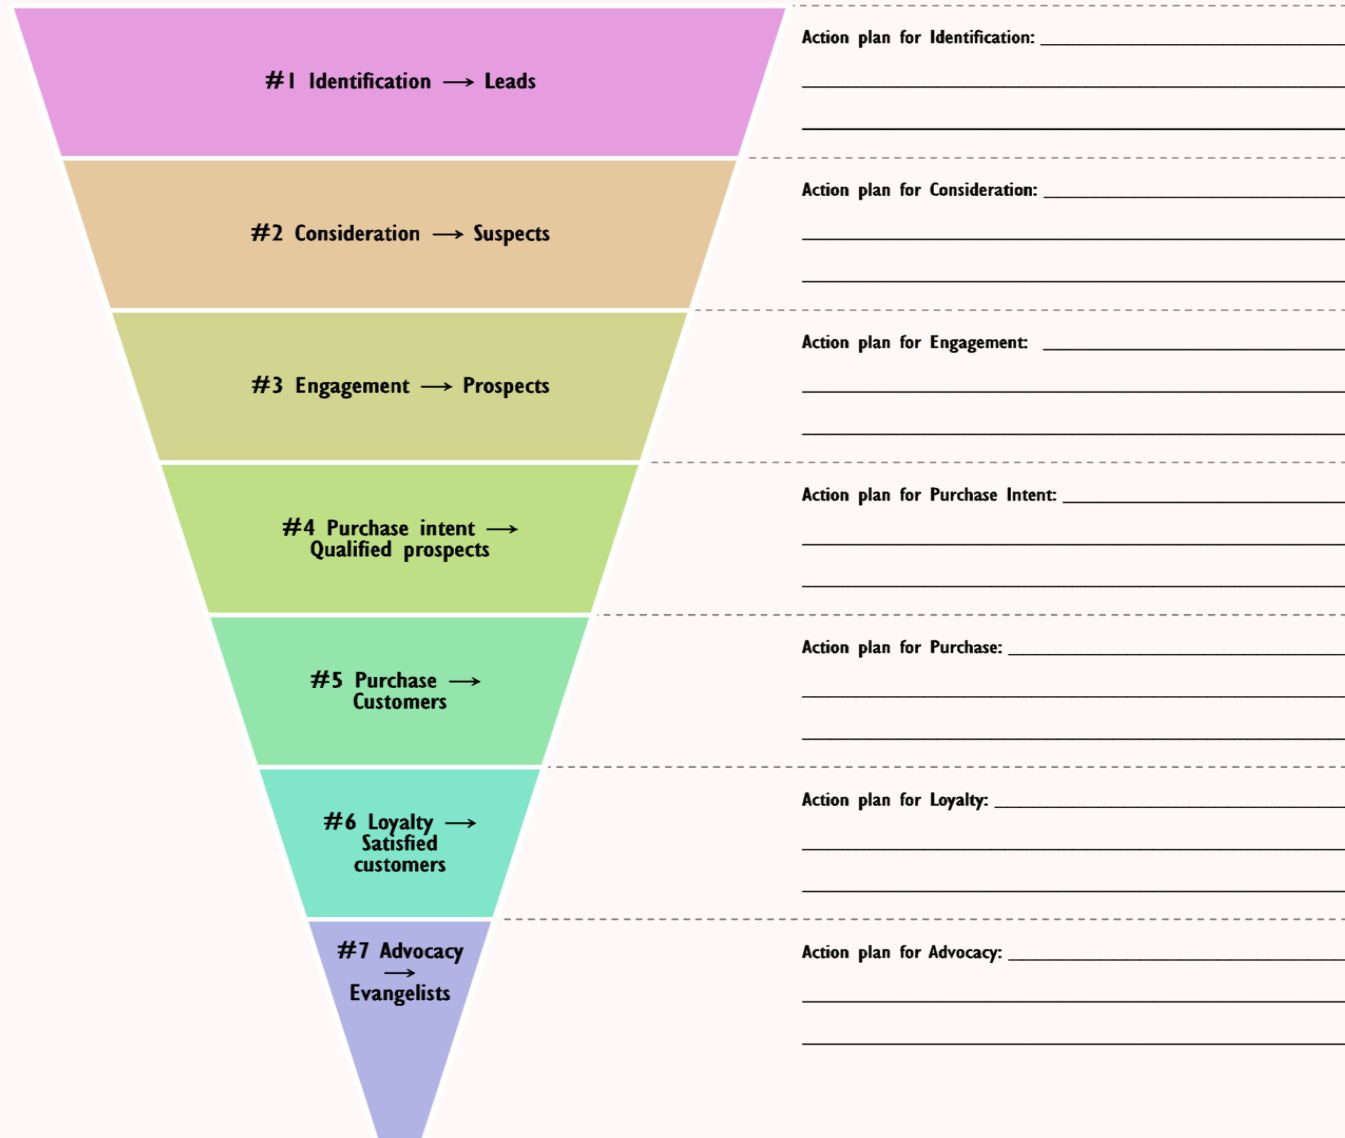 #1 Identification → Leads
Action plan for Identification:
#2 Consideration → Suspects
Action plan for Consideration:
#3 Engagement → Prospects
Action plan for Engagement:
#4 Purchase intent →
Qualified prospects
Action plan for Purchase Intent:
#5 Purchase →
Customers
Action plan for Purchase:
#6 Loyalty →
Satisfied
customers
Action plan for Loyalty:
#7 Advocacy
→
Evangelists
Action plan for Advocacy: